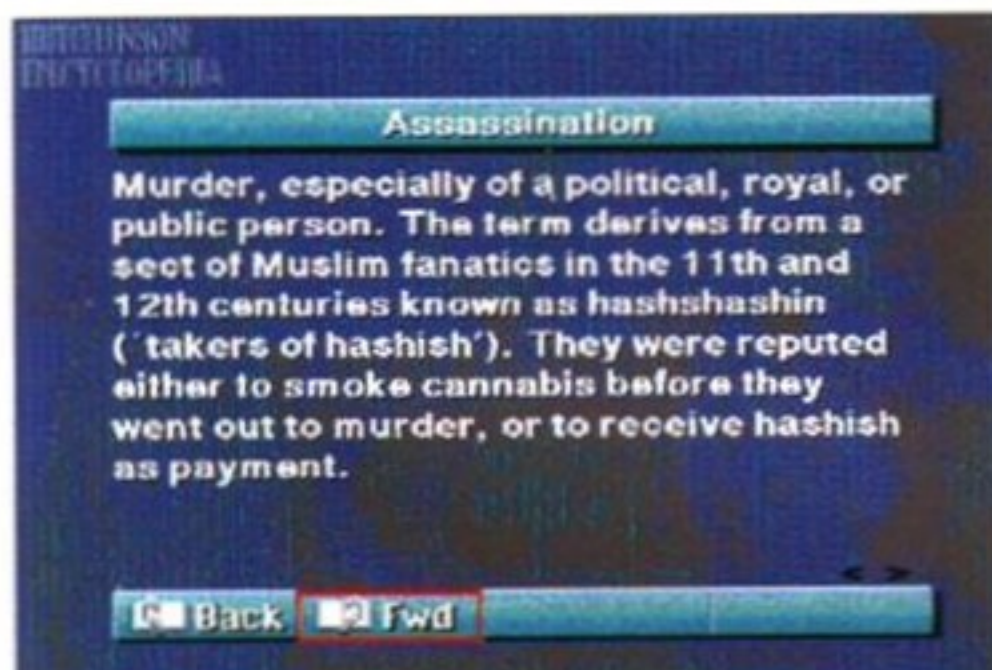 HUTCHINSON
ENCYCLOPEDIA
Assassination
Murder, especially of a political, royal, or
public person. The term derives from a
sect of Muslim fanatics in the 11th and
12th centuries known as hashshashin
(´takers of hashish´). They were reputed
either to smoke cannabis before they
went out to murder, or to receive hashish
as payment.
< >
Back Fwd